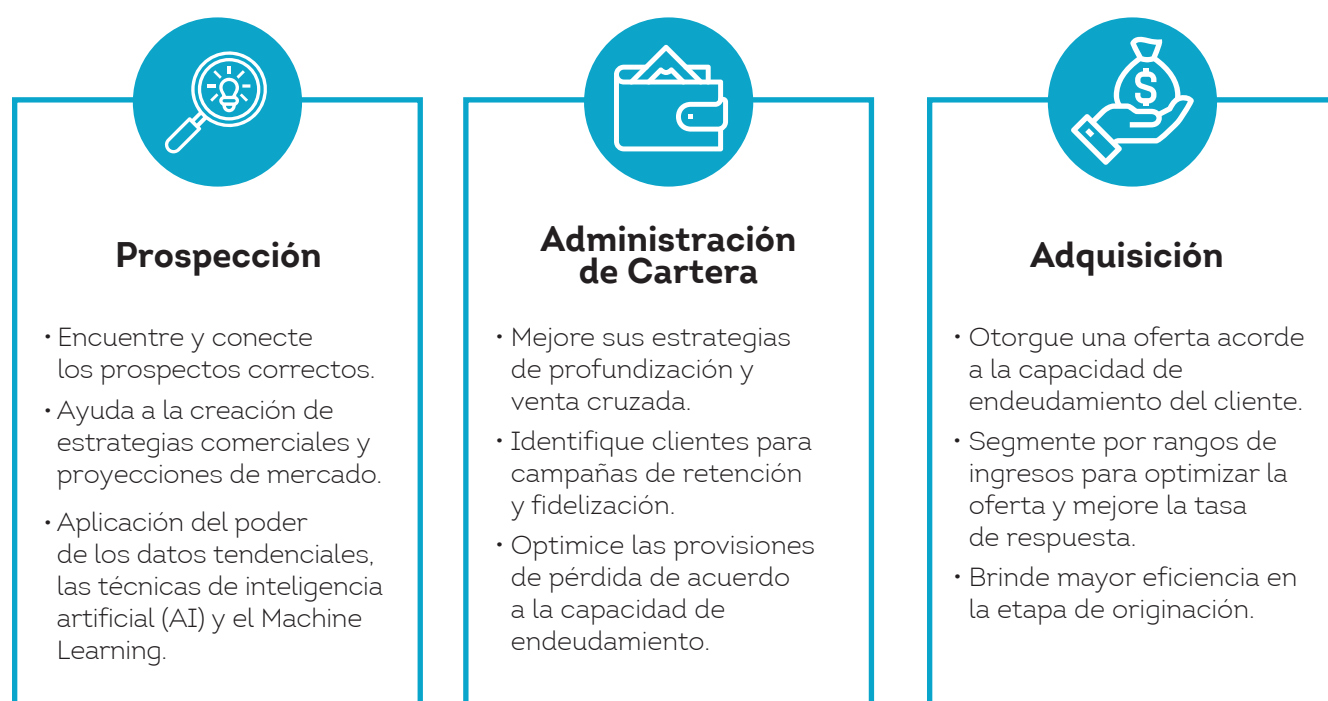 Prospección
• Encuentre y conecte
los prospectos correctos.
• Ayuda a la creación de
estrategias comerciales y
proyecciones de mercado.
• Aplicación del poder
de los datos tendenciales,
las técnicas de inteligencia
artificial (AI) y el Machine
Learning.
Administración
de Cartera
• Mejore sus estrategias
de profundización y
venta cruzada.
• Identifique clientes para
campañas de retención
y fidelización.
• Optimice las provisiones
de pérdida de acuerdo
a la capacidad de
endeudamiento.
$
Adquisición
• Otorgue una oferta acorde
a la capacidad de
endeudamiento del cliente.
• Segmente por rangos de
ingresos para optimizar la
oferta y mejore la tasa
de respuesta.
• Brinde mayor eficiencia en
la etapa de originación.